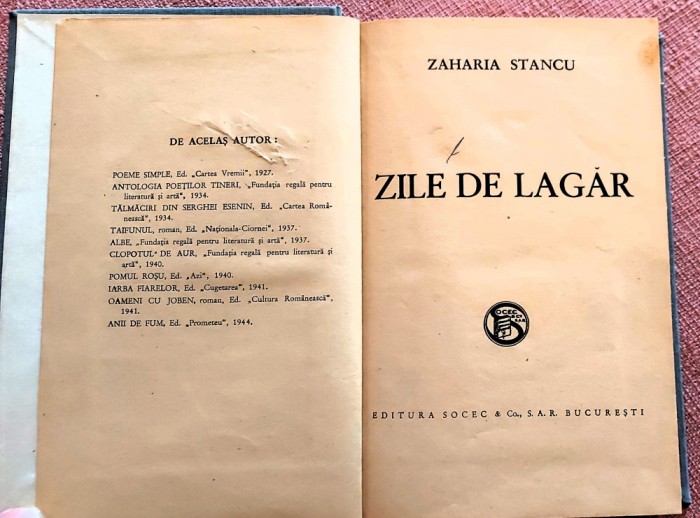 DE ACELAȘ AUTOR :
POEME SIMPLE, Ed. „Cartea Vremii", 1927.
ANTOLOGIA POEȚILOR TINERI, „Fundația regală pentru
literatură și artă", 1934.
TĂLMĂCIRI DIN SERGHEI ESENIN, Ed. „Cartea Româ-
nească", 1934.
TAIFUNUL, roman, Ed. „Naționala-Ciornei", 1937.
ALBE, „Fundația regală pentru literatură și artă", 1937.
CLOPOTUL DE AUR, „Fundația regală pentru literatură și
artă", 1940.
POMUL ROȘU, Ed. „Azi", 1940.
IARBA FIARELOR, Ed. „Cugetarea", 1941.
OAMENI CU JOBEN, roman, Ed. „Cultura Românească",
1941.
ANII DE FUM, Ed. „Prometeu", 1944.
ZAHARIA STANCU
ZILE DE LAGĂR
SOCEC
EDITURA SOCEC & Co., S.A.R. BUCUREȘTI